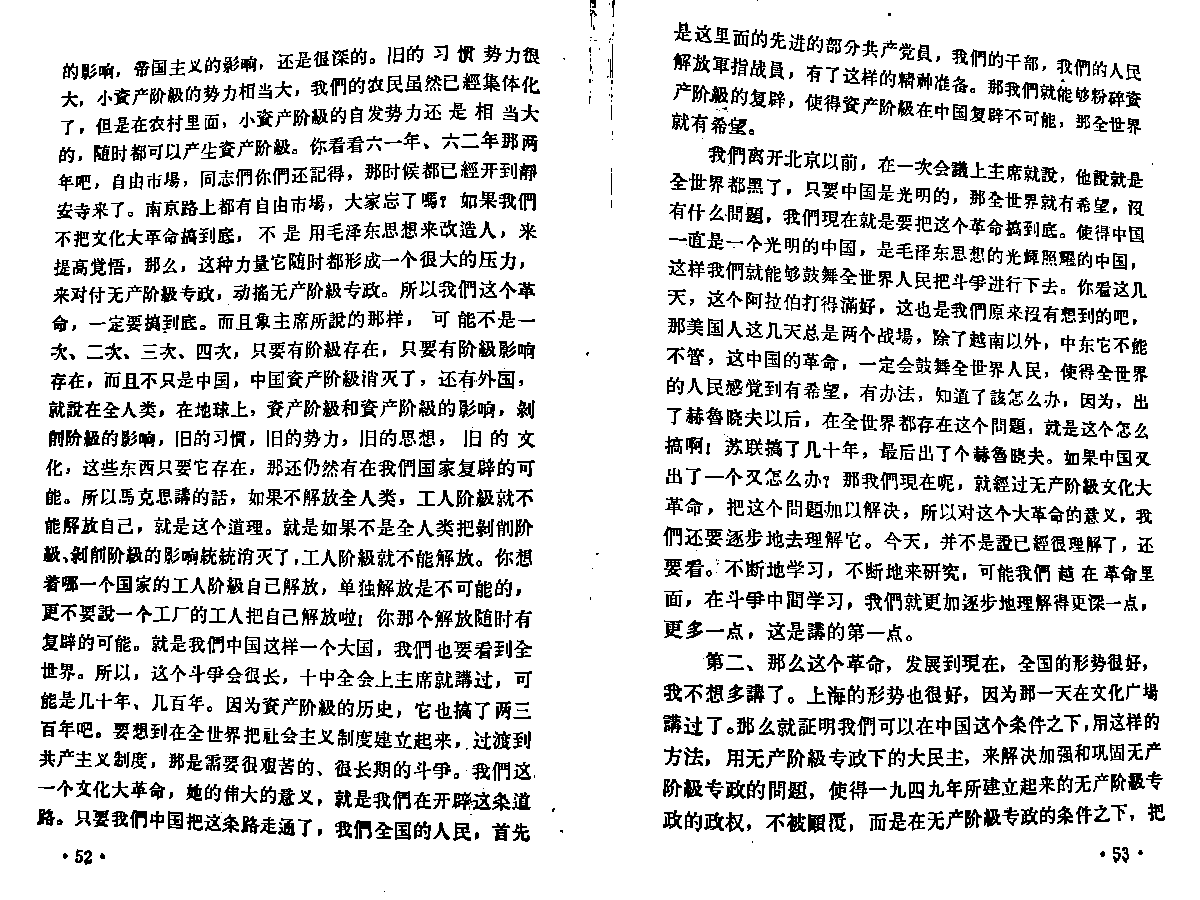 的影响，帝国主义的影响，还是很深的。旧的 习 慣 势力很
大，小資产阶級的势力相当大，我們的农民虽然已經集体化
了，但是在农村里面，小資产阶級的自发势力还 是 相 当大
的，随时都可以产生資产阶級。你看看六一年、六二年那两
年吧，自由市場，同志們你們还記得，那时候都已經开到靜
安寺来了。南京路上都有自由市場，大家忘了嗎？如果我們
不把文化大革命搞到底， 不 是 用毛泽东思想来改造人，来
提高覚悟，那么，这种力量它随时都形成一个很大的压力，
来对付无产阶級专政，动搖无产阶級专政。所以我們这个革
命，一定要搞到底。而且象主席所說的那样， 可 能不是一
次、二次、三次、四次，只要有阶級存在，只要有阶級影响
存在，而且不只是中国，中国資产阶級消灭了，还有外国，
就說在全人类，在地球上，資产阶級和資产阶級的影响，剝
削阶級的影响，旧的习慣，旧的势力，旧的思想， 旧 的 文
化，这些东西只要它存在，那还仍然有在我們国家复辟的可
能。所以馬克思講的話，如果不解放全人类，工人阶級就不
能解放自己，就是这个道理。就是如果不是全人类把剝削阶
級、剝削阶級的影响統統消灭了，工人阶級就不能解放。你想
着哪一个国家的工人阶級自己解放，单独解放是不可能的，
更不要說一个工厂的工人把自己解放啦！你那个解放随时有
复辟的可能。就是我們中国这样一个大国，我們也要看到全
世界。所以，这个斗爭会很长，十中全会上主席就講过，可
能是几十年、几百年。因为資产阶級的历史，它也搞了两三
百年吧。要想到在全世界把社会主义制度建立起来，过渡到
共产主义制度，那是需要很艰苦的、很长期的斗爭。我們这
一个文化大革命，她的伟大的意义，就是我們在开辟这条道
路。只要我們中国把这条路走通了，我們全国的人民，首先
·52·
是这里面的先进的部分共产党員，我們的干部，我們的人民
解放軍指战員，有了这样的精神准备。那我們就能够粉碎資
产阶級的复辟，使得資产阶級在中国复辟不可能，那全世界
就有希望。
我們离开北京以前，在一次会議上主席就說，他說就是
全世界都黑了，只要中国是光明的，那全世界就有希望，沒
有什么問題，我們現在就是要把这个革命搞到底。使得中国
一直是一个光明的中国，是毛泽东思想的光輝照耀的中国，
这样我們就能够鼓舞全世界人民把斗爭进行下去。你看这几
天，这个阿拉伯打得滿好，这也是我們原来沒有想到的吧，
那美国人这几天总是两个战場，除了越南以外，中东它不能
不管，这中国的革命，一定会鼓舞全世界人民，使得全世界
的人民感觉到有希望，有办法，知道了該怎么办，因为，出
了赫魯晓夫以后，在全世界都存在这个問題，就是这个怎么
搞啊！苏联搞了几十年，最后出了个赫魯晓夫。如果中国又
出了一个又怎么办？那我們現在呢，就經过无产阶級文化大
革命，把这个問題加以解决，所以对这个大革命的意义，我
們还要逐步地去理解它。今天，并不是說已經很理解了，还
要看。不断地学习，不断地来研究，可能我們 越 在 革命里
面，在斗爭中間学习，我們就更加逐步地理解得更深一点，
更多一点，这是講的第一点。
第二、那么这个革命，发展到現在，全国的形势很好，
我不想多講了。上海的形势也很好，因为那一天在文化广場
講过了。那么就証明我們可以在中国这个条件之下，用这样的
方法，用无产阶級专政下的大民主，来解决加强和巩固无产
阶級专政的問題，使得一九四九年所建立起来的无产阶級专
政的政权，不被顚覆，而是在无产阶級专政的条件之下，把
·53·